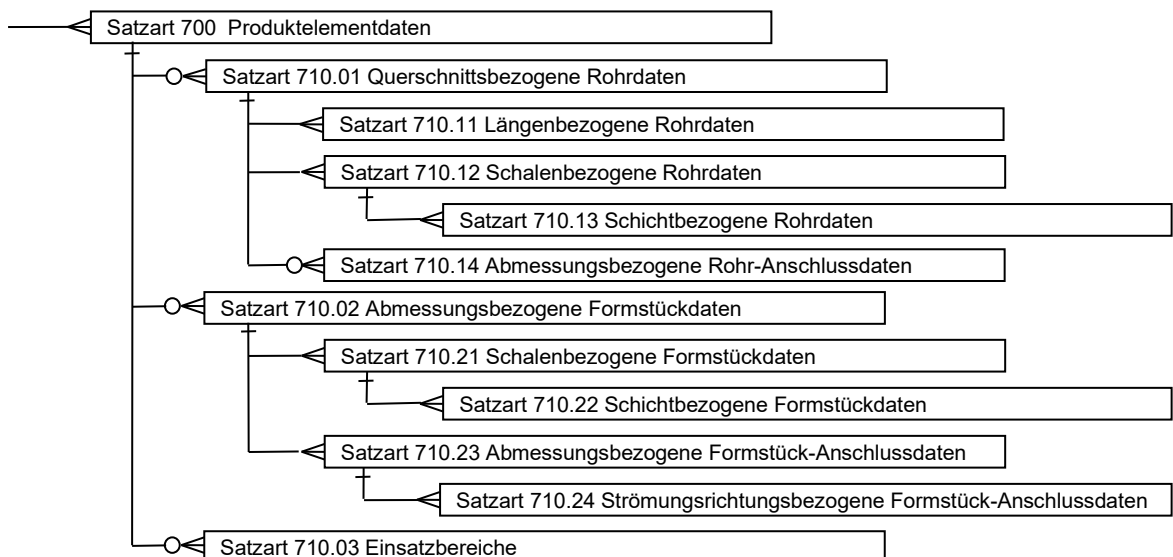 Satzart 700  Produktelementdaten
Satzart 710.01 Querschnittsbezogene Rohrdaten
Satzart 710.11 Längenbezogene Rohrdaten
Satzart 710.12 Schalenbezogene Rohrdaten
Satzart 710.13 Schichtbezogene Rohrdaten
Satzart 710.14 Abmessungsbezogene Rohr-Anschlussdaten
Satzart 710.02 Abmessungsbezogene Formstückdaten
Satzart 710.21 Schalenbezogene Formstückdaten
Satzart 710.22 Schichtbezogene Formstückdaten
Satzart 710.23 Abmessungsbezogene Formstück-Anschlussdaten
Satzart 710.24 Strömungsrichtungsbezogene Formstück-Anschlussdaten
Satzart 710.03 Einsatzbereiche